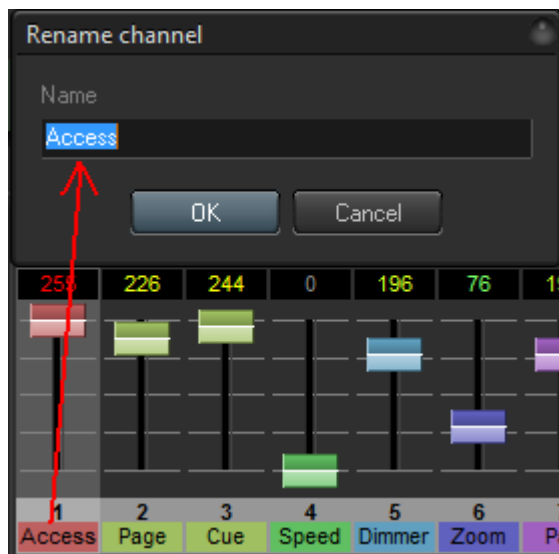 Rename channel
Name
Access
OK Cancel
255 226 244 0 196 76
1 2 3 4 5 6
Access Page Cue Speed Dimmer Zoom